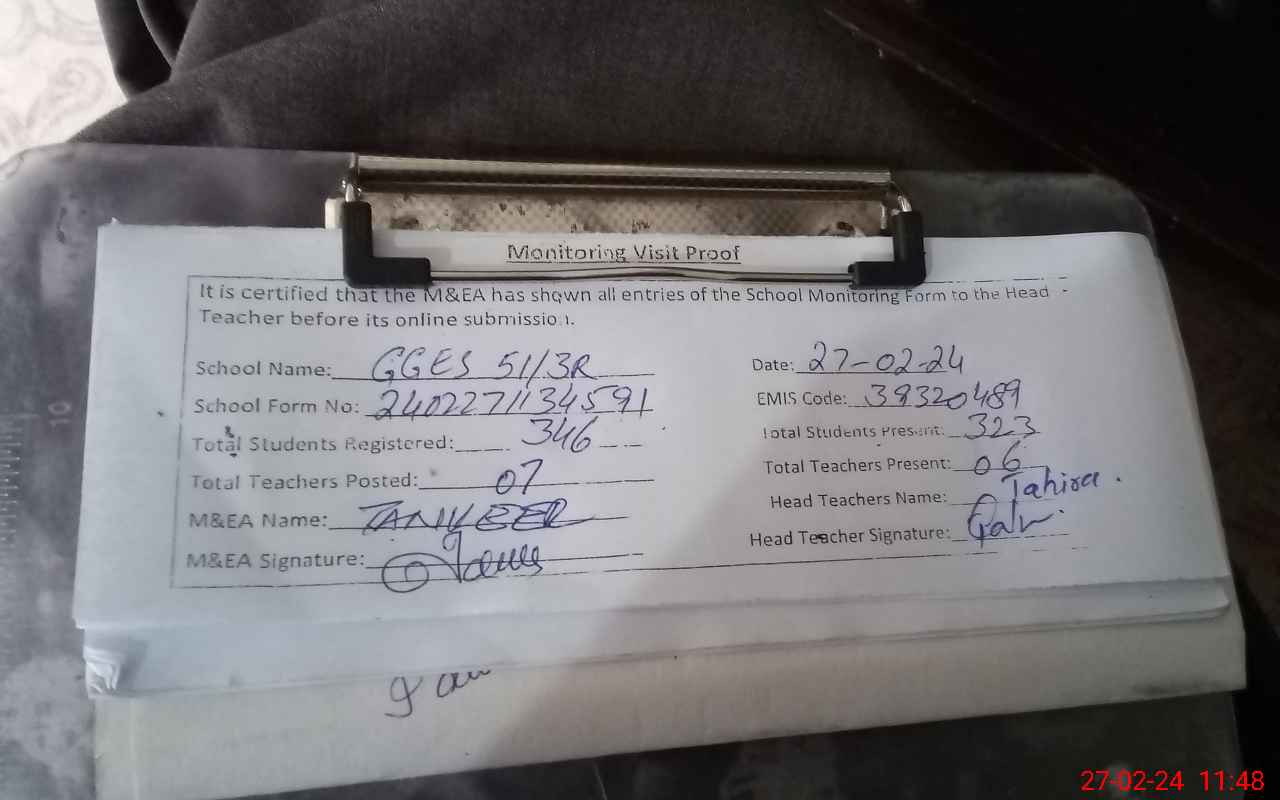 Monitoring Visit Proof
It is certified that the M&EA has shown all entries of the School Monitoring Form to the Head
Teacher before its online submission.
School Name: GGES 51/3R Date: 27-02-24
School Form No: 2402271134591 EMIS Code: 39320489
Total Students Registered: 346 Total Students Present: 323
Total Teachers Posted: 07 Total Teachers Present: 06
M&EA Name: TANVEER Head Teachers Name: Tahira.
M&EA Signature: Head Teacher Signature:
10
27-02-24 11:48